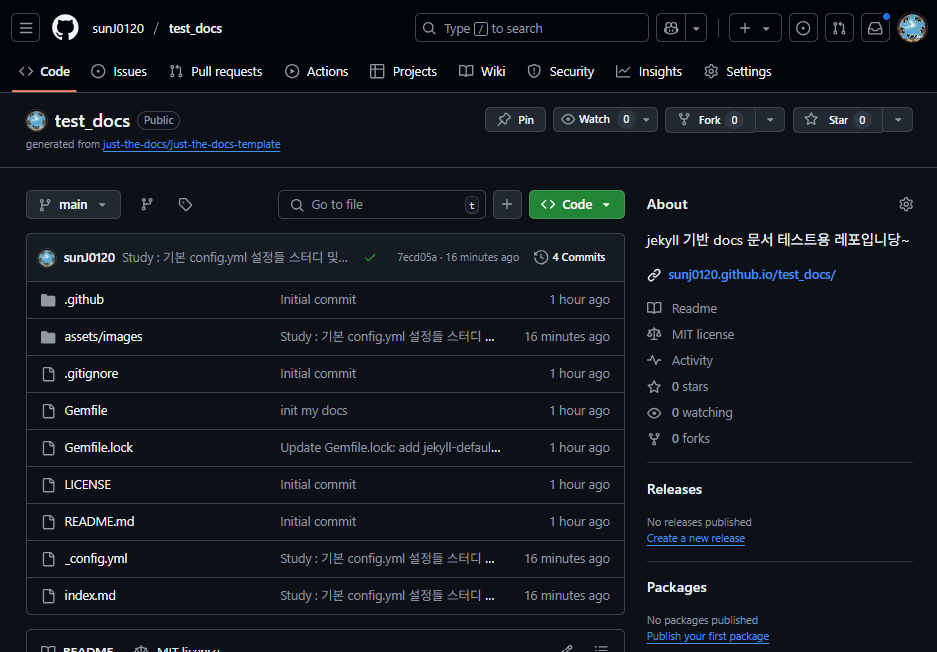 sunJ0120 / test_docs
Type / to search
Code Issues Pull requests Actions Projects Wiki Security Insights Settings
test_docs Public
Pin Watch 0 Fork 0 Star 0
generated from just-the-docs/just-the-docs-template
main
Go to file t
Code
sunJ0120 Study : 기본 config.yml 설정들 스터디 및... 7ecd05a · 16 minutes ago 4 Commits
.github Initial commit 1 hour ago
assets/images Study : 기본 config.yml 설정들 스터디 ... 16 minutes ago
.gitignore Initial commit 1 hour ago
Gemfile init my docs 1 hour ago
Gemfile.lock Update Gemfile.lock: add jekyll-defaul... 1 hour ago
LICENSE Initial commit 1 hour ago
README.md Initial commit 1 hour ago
_config.yml Study : 기본 config.yml 설정들 스터디 ... 16 minutes ago
index.md Study : 기본 config.yml 설정들 스터디 ... 16 minutes ago
README MIT license
About
jekyll 기반 docs 문서 테스트용 레포입니당~
sunj0120.github.io/test_docs/
Readme
MIT license
Activity
0 stars
0 watching
0 forks
Releases
No releases published
Create a new release
Packages
No packages published
Publish your first package